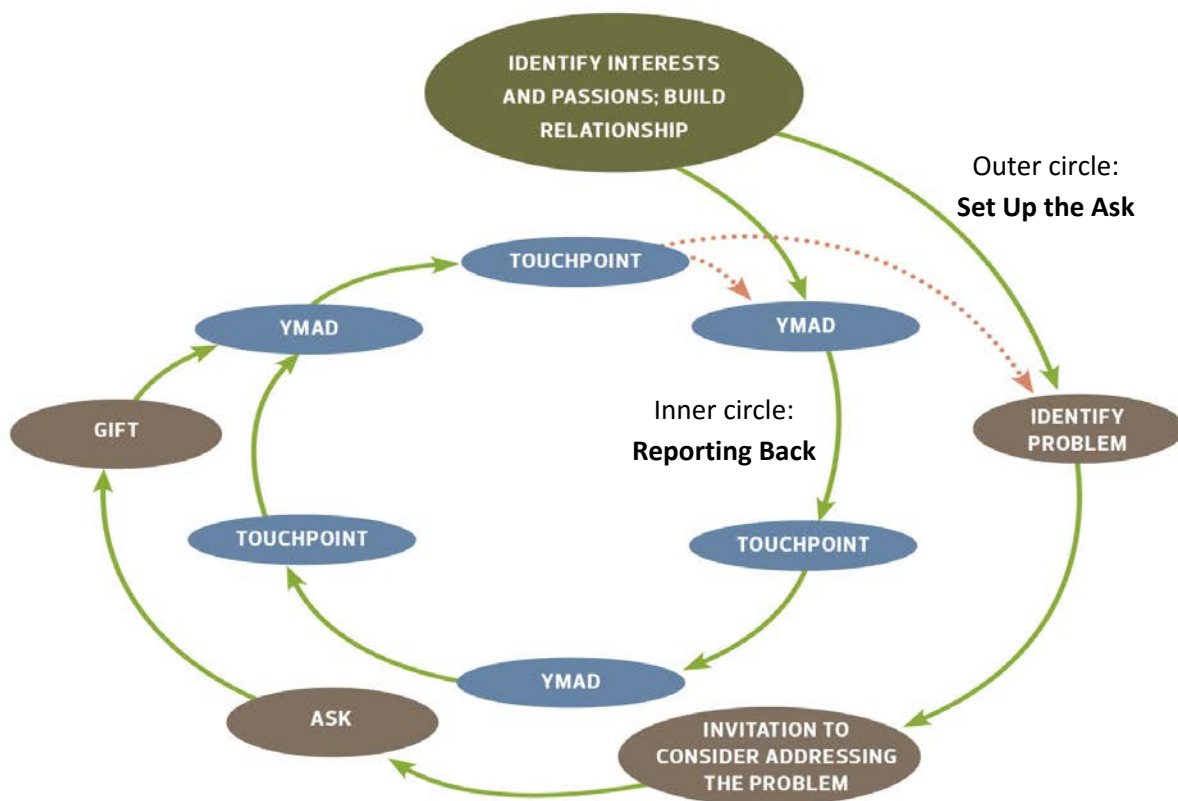 IDENTIFY INTERESTS
AND PASSIONS; BUILD
RELATIONSHIP
Outer circle:
Set Up the Ask
TOUCHPOINT
YMAD
YMAD
Inner circle:
Reporting Back
GIFT
IDENTIFY
PROBLEM
TOUCHPOINT
TOUCHPOINT
YMAD
ASK
INVITATION TO
CONSIDER ADDRESSING
THE PROBLEM